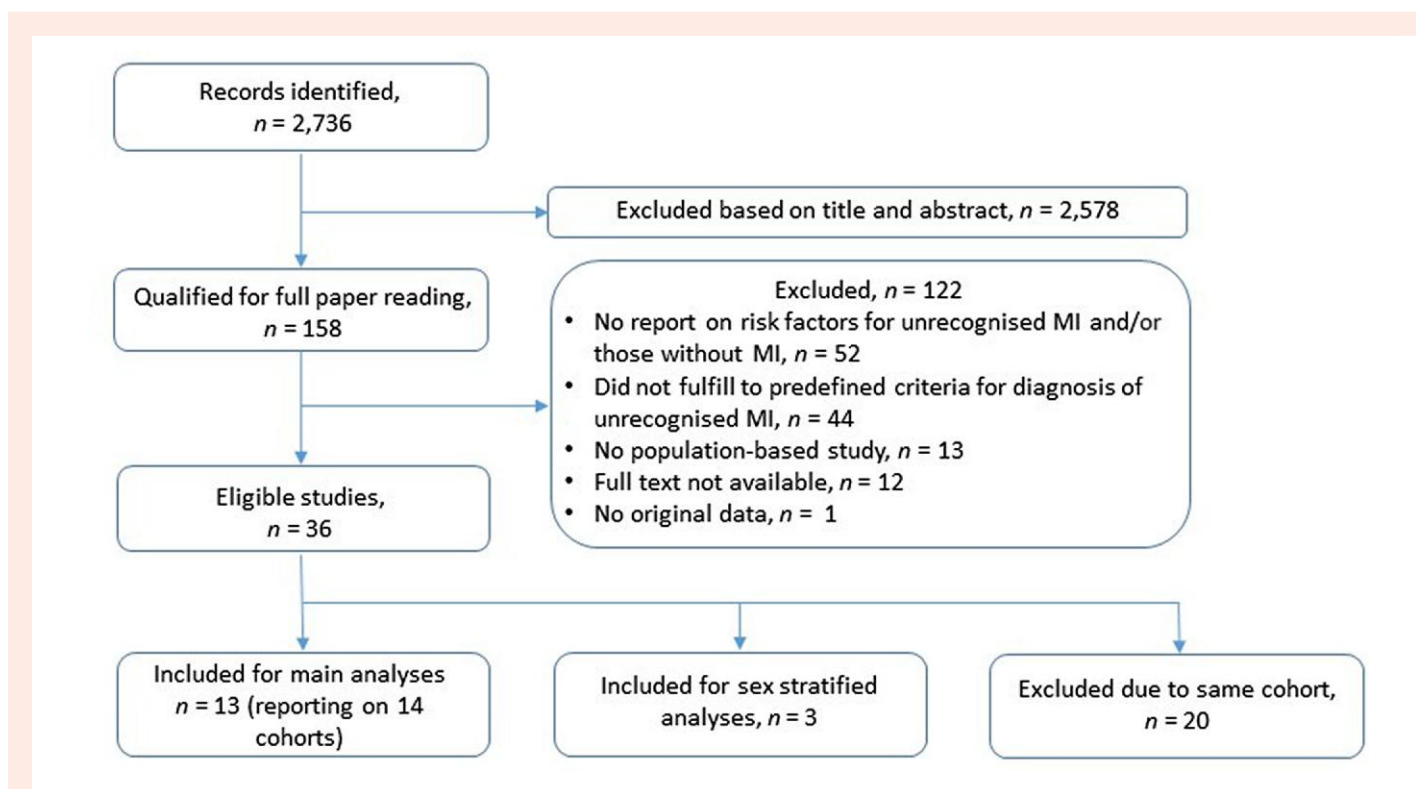 Records identified,
n = 2,736
Excluded based on title and abstract, n = 2,578
Qualified for full paper reading,
n = 158
Excluded, n = 122
• No report on risk factors for unrecognised MI and/or
those without MI, n = 52
• Did not fulfill to predefined criteria for diagnosis of
unrecognised MI, n = 44
• No population-based study, n = 13
• Full text not available, n = 12
• No original data, n = 1
Eligible studies,
n = 36
Included for main analyses
n = 13 (reporting on 14
cohorts)
Included for sex stratified
analyses, n = 3
Excluded due to same cohort,
n = 20